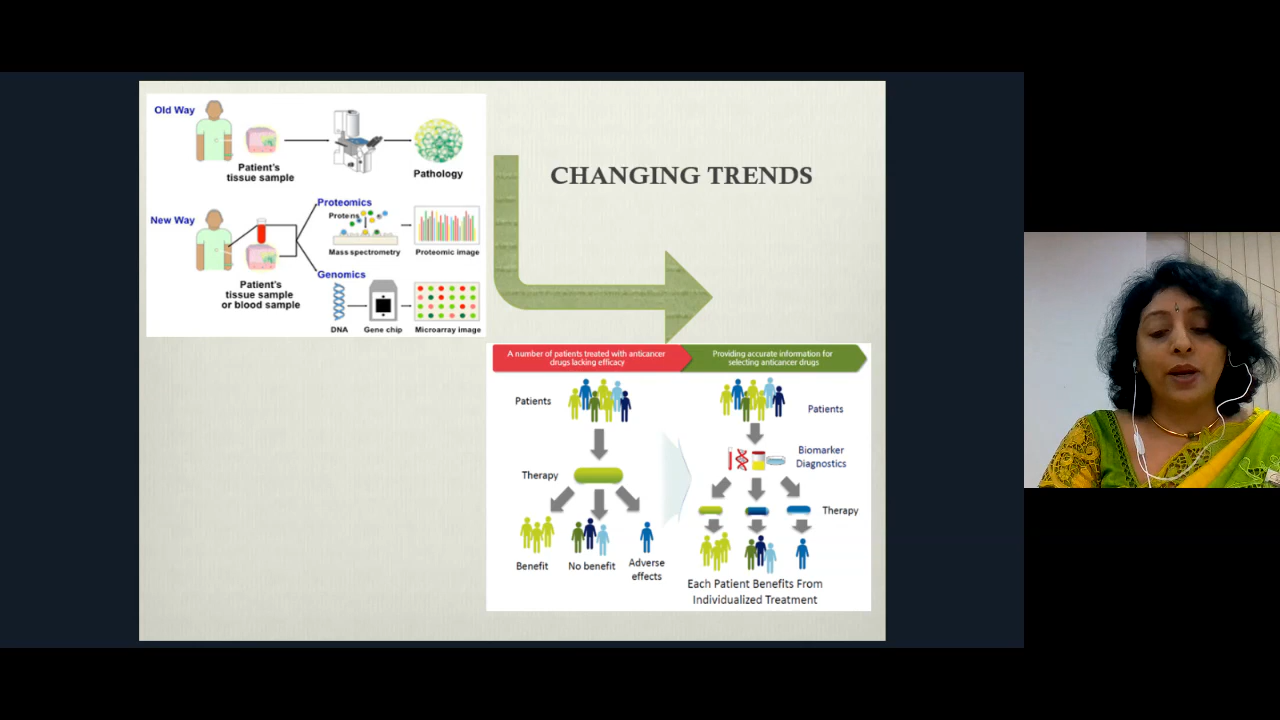 CHANGING TRENDS
Old Way
Patient's
tissue sample
Pathology
New Way
Patient's
tissue sample
or blood sample
Proteomics
Protens
Mass spectrometry
Proteomic image
Genomics
DNA
Gene chip
Microarray image
A number of patients treated with anticancer
drugs lacking efficacy
Patients
Therapy
Benefit
No benefit
Adverse
effects
Providing accurate information for
selecting anticancer drugs
Patients
Biomarker
Diagnostics
Therapy
Each Patient Benefits From
Individualized Treatment